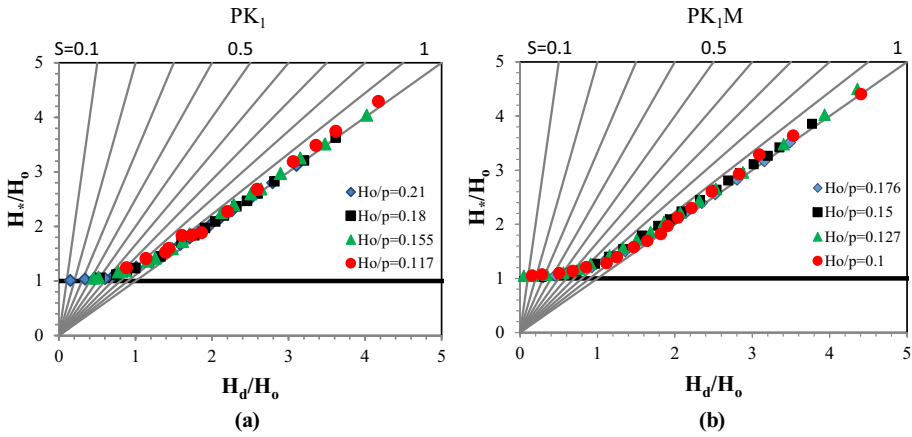 PK₁
PK₁M
S=0.1
0.5
1
S=0.1
0.5
1
5
4
3
2
1
0
H*/Ho
Ho/p=0.21
Ho/p=0.18
Ho/p=0.155
Ho/p=0.117
0 1 2 3 4 5
Hd/Ho
(a)
5
4
3
2
1
0
H*/Ho
Ho/p=0.176
Ho/p=0.15
Ho/p=0.127
Ho/p=0.1
0 1 2 3 4 5
Hd/Ho
(b)